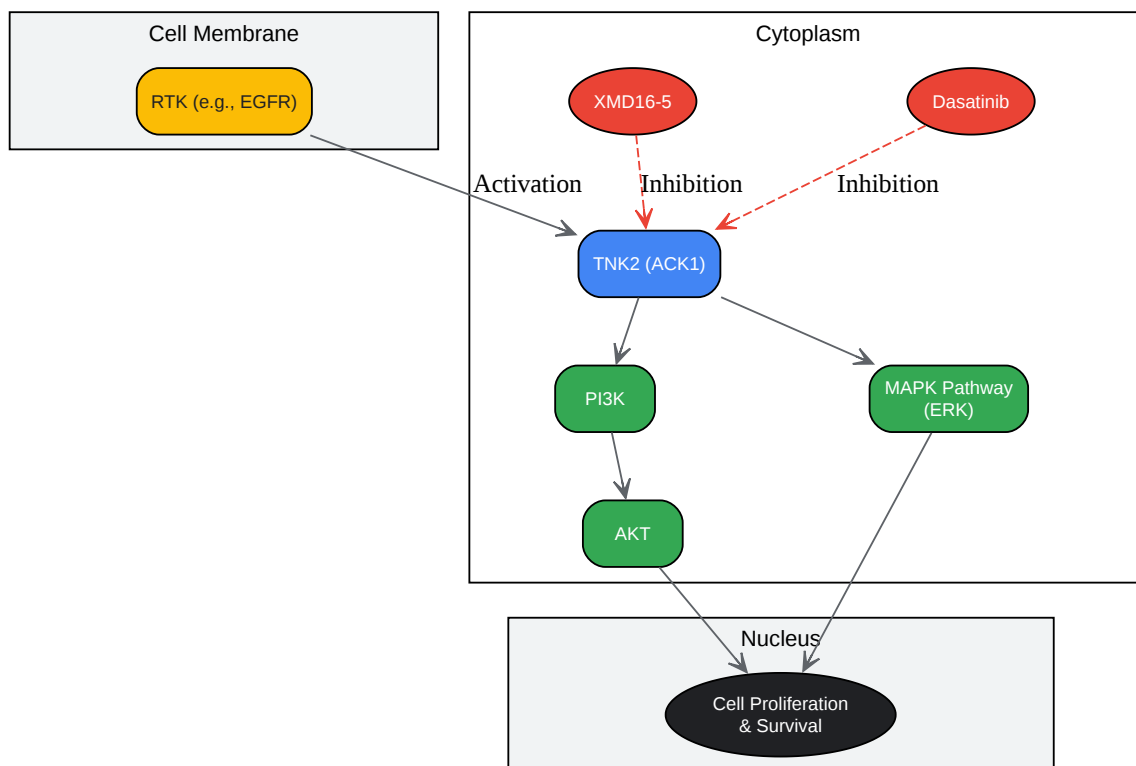 Cell Membrane
Cytoplasm
RTK (e.g., EGFR)
XMD16-5
Dasatinib
Activation
Inhibition
Inhibition
TNK2 (ACK1)
PI3K
MAPK Pathway
(ERK)
AKT
Nucleus
Cell Proliferation
& Survival